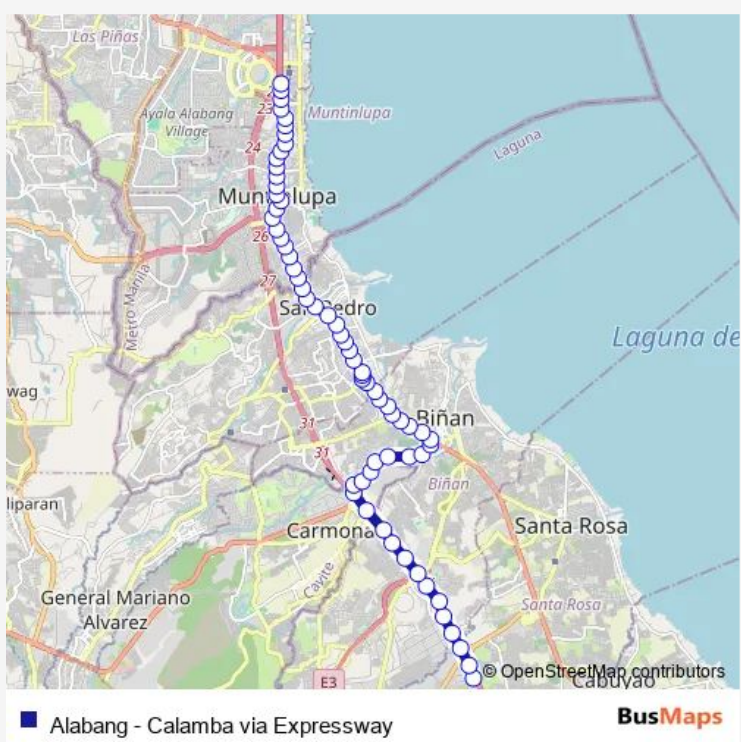 Las Piñas
Ayala Alabang
Village
23
Muntinlupa
24
Laguna
Muntinlupa
26
27
San Pedro
Metro Manila
Laguna de
wag
31
Biñan
31
Biñan
liparan
Carmona
Santa Rosa
Cavite
General Mariano
Alvarez
Santa Rosa
E3
© OpenStreetMap contributors
Cabuyao
Alabang - Calamba via Expressway
BusMaps